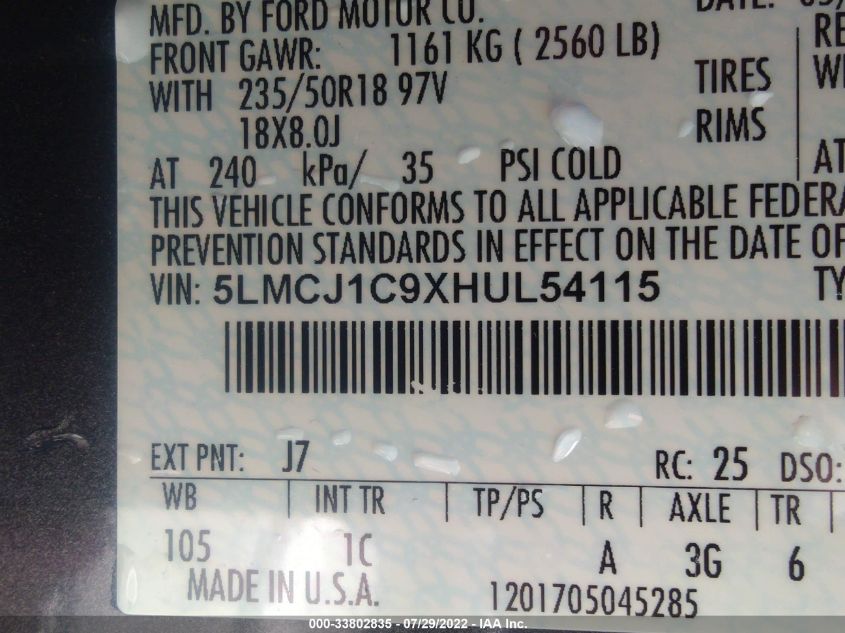 MFD. BY FORD MOTOR CO.
FRONT GAWR: 1161 KG ( 2560 LB)
WITH 235/50R18 97V TIRES
18X8.0J RIMS
AT 240 kPa/ 35 PSI COLD AT
THIS VEHICLE CONFORMS TO ALL APPLICABLE FEDERA
PREVENTION STANDARDS IN EFFECT ON THE DATE OF
VIN: 5LMCJ1C9XHUL54115 TY
EXT PNT: J7 RC: 25 DSO:
WB INT TR TP/PS R AXLE TR
105 1C A 3G 6
MADE IN U.S.A. 1201705045285
000-33802835 - 07/29/2022 - IAA Inc.